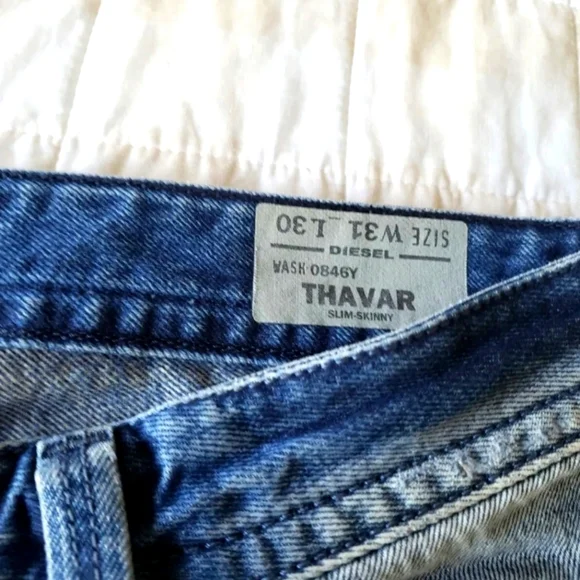 SIZE W31 L30
DIESEL
WASH 0846Y
THAVAR
SLIM-SKINNY